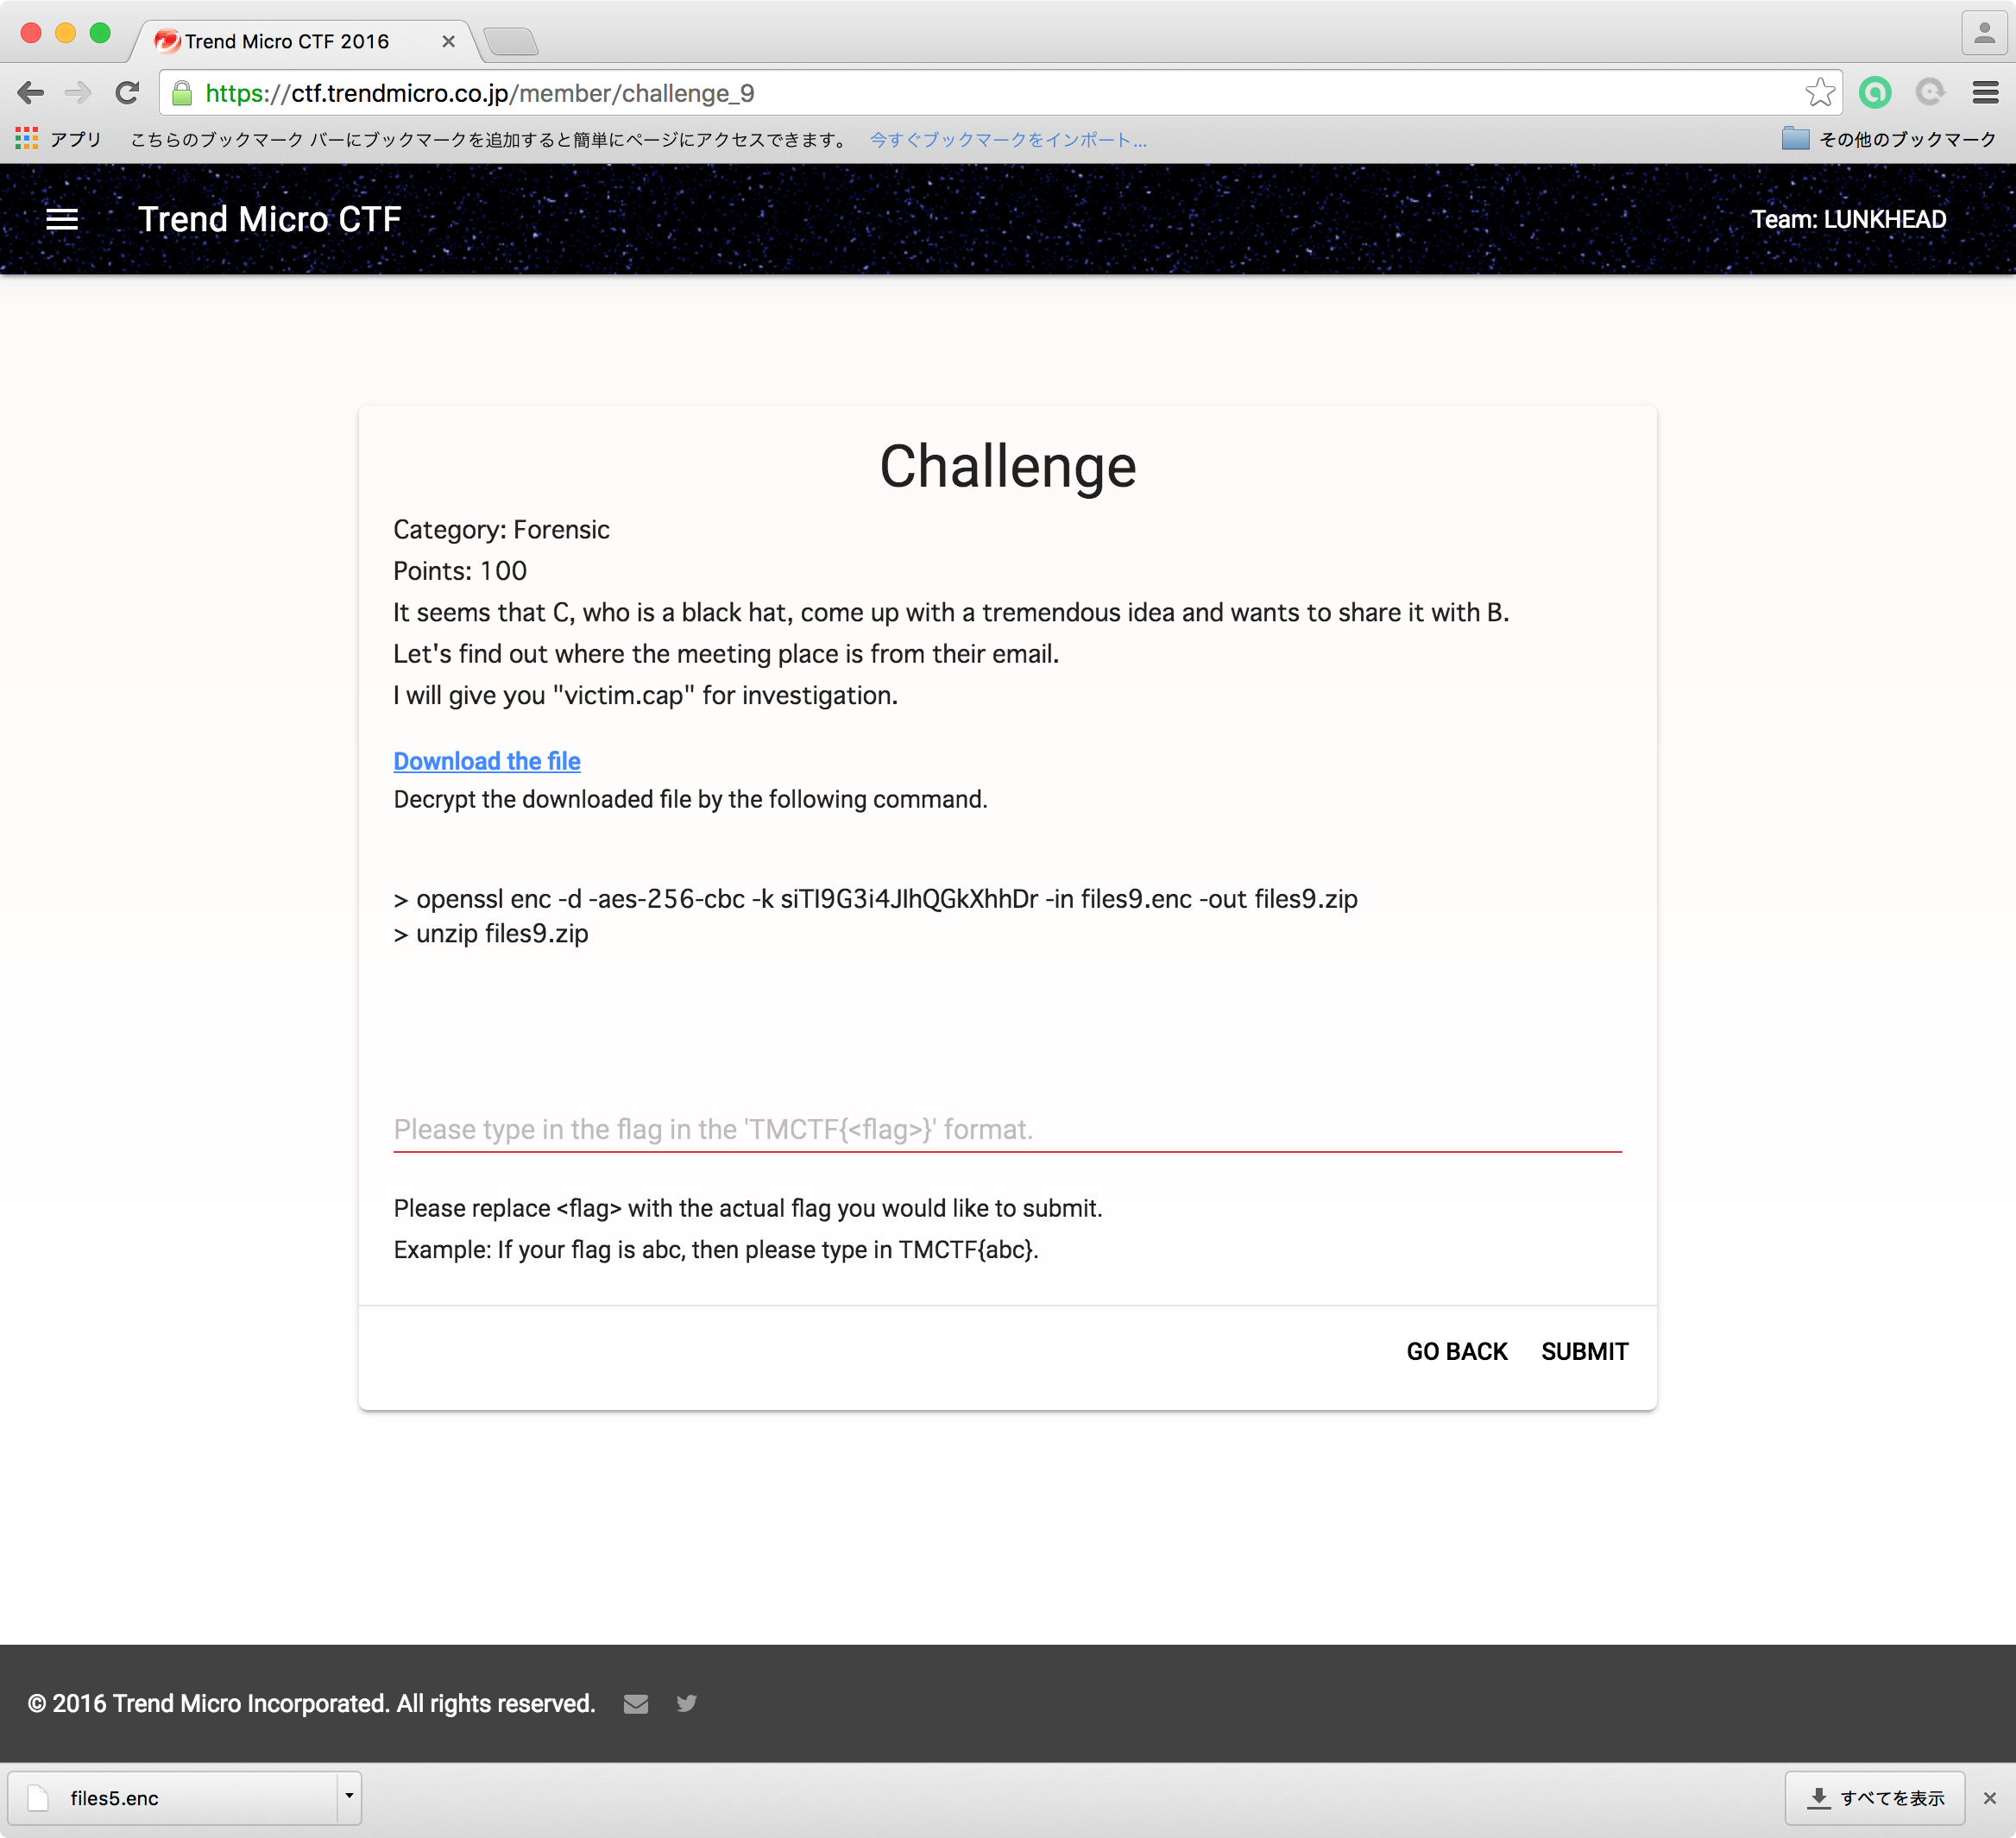 Trend Micro CTF 2016
https://ctf.trendmicro.co.jp/member/challenge_9
アプリ こちらのブックマーク バーにブックマークを追加すると簡単にページにアクセスできます。 今すぐブックマークをインポート... その他のブックマーク
Trend Micro CTF Team: LUNKHEAD
Challenge
Category: Forensic
Points: 100
It seems that C, who is a black hat, come up with a tremendous idea and wants to share it with B.
Let's find out where the meeting place is from their email.
I will give you "victim.cap" for investigation.
Download the file
Decrypt the downloaded file by the following command.
> openssl enc -d -aes-256-cbc -k siTI9G3i4JIhQGkXhhDr -in files9.enc -out files9.zip
> unzip files9.zip
Please type in the flag in the 'TMCTF{<flag>}' format.
Please replace <flag> with the actual flag you would like to submit.
Example: If your flag is abc, then please type in TMCTF{abc}.
GO BACK SUBMIT
© 2016 Trend Micro Incorporated. All rights reserved.
files5.enc すべてを表示